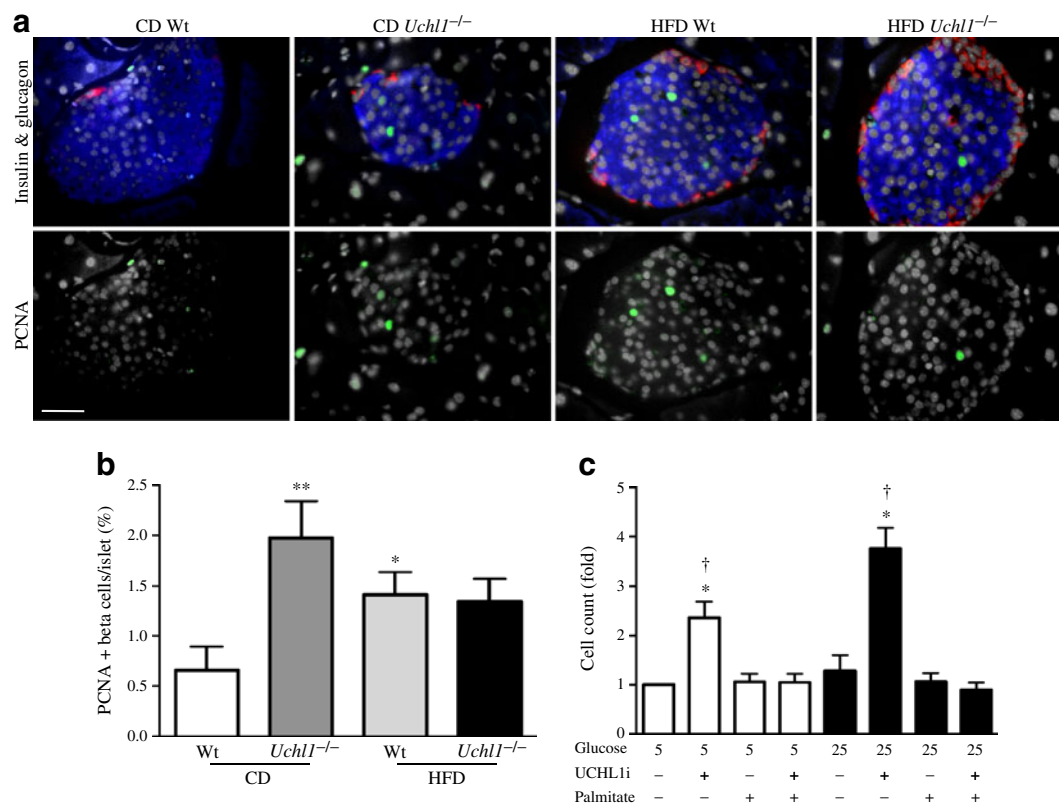 a
CD Wt
CD Uchl1–/–
HFD Wt
HFD Uchl1–/–
Insulin & glucagon
PCNA
b
PCNA + beta cells/islet (%)
2.5
2.0
1.5
1.0
0.5
0.0
**
*
Wt
Uchl1–/–
Wt
Uchl1–/–
CD
HFD
c
Cell count (fold)
5
4
3
2
1
0
†
*
†
*
Glucose 5 5 5 5 25 25 25 25
UCHL1i – + – + – + – +
Palmitate – – + + – – + +